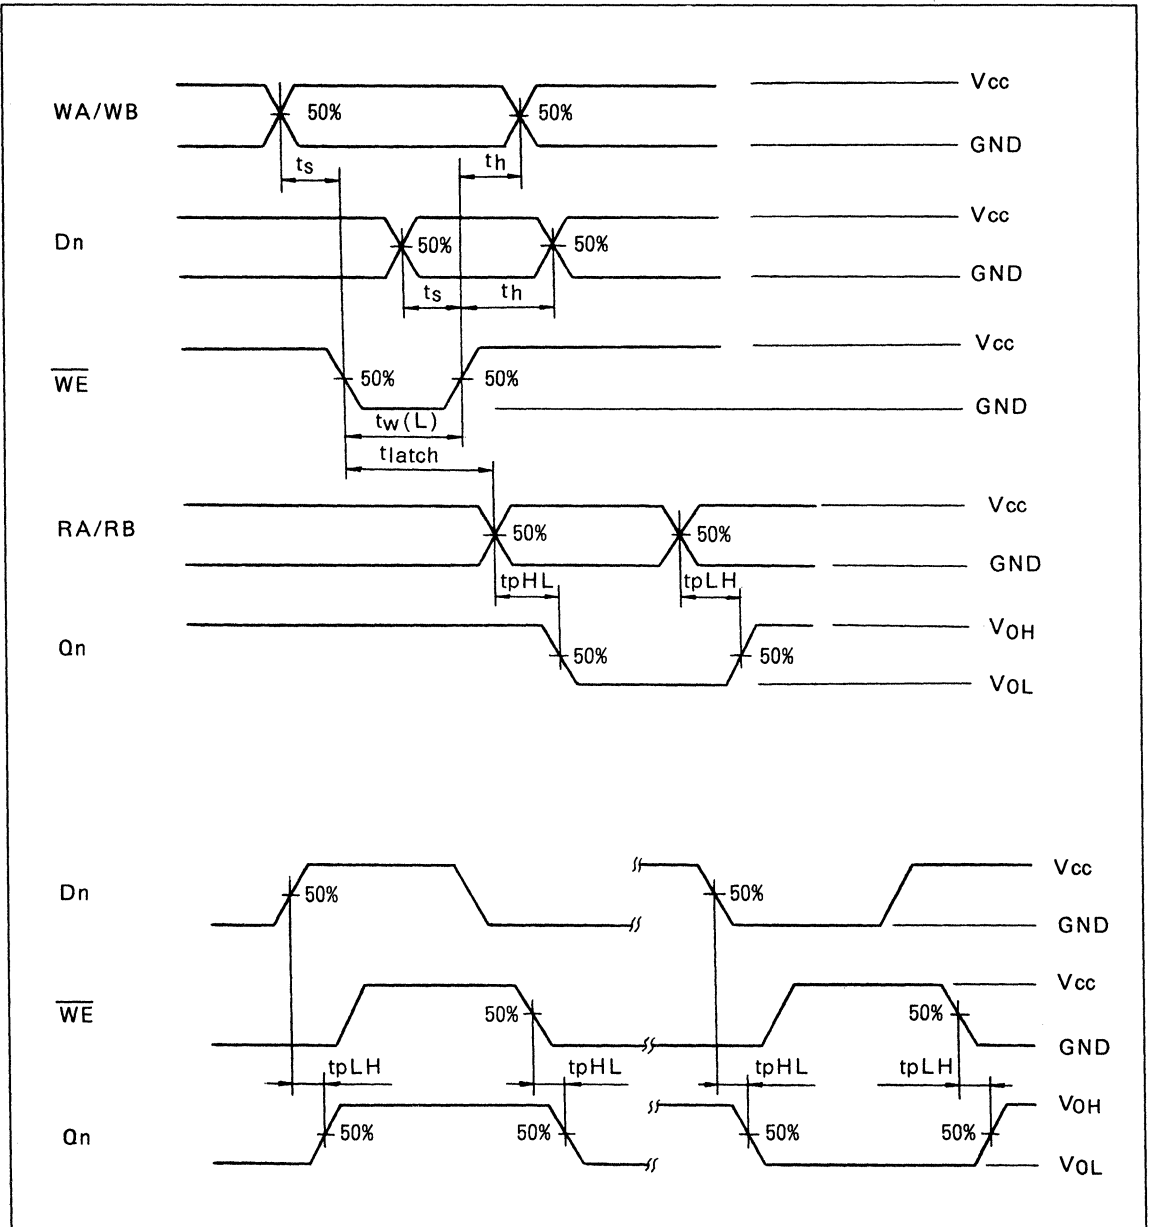 Vcc
WA/WB 50% 50%
GND
ts th
Vcc
Dn 50% 50%
GND
ts th
Vcc
WE 50% 50%
GND
tw(L)
tlatch
Vcc
RA/RB 50% 50%
GND
tpHL tpLH
VOH
Qn 50% 50%
VOL
Vcc
Dn 50% 50%
GND
Vcc
WE 50% 50%
GND
tpLH tpHL tpHL tpLH
VOH
Qn 50% 50% 50% 50%
VOL